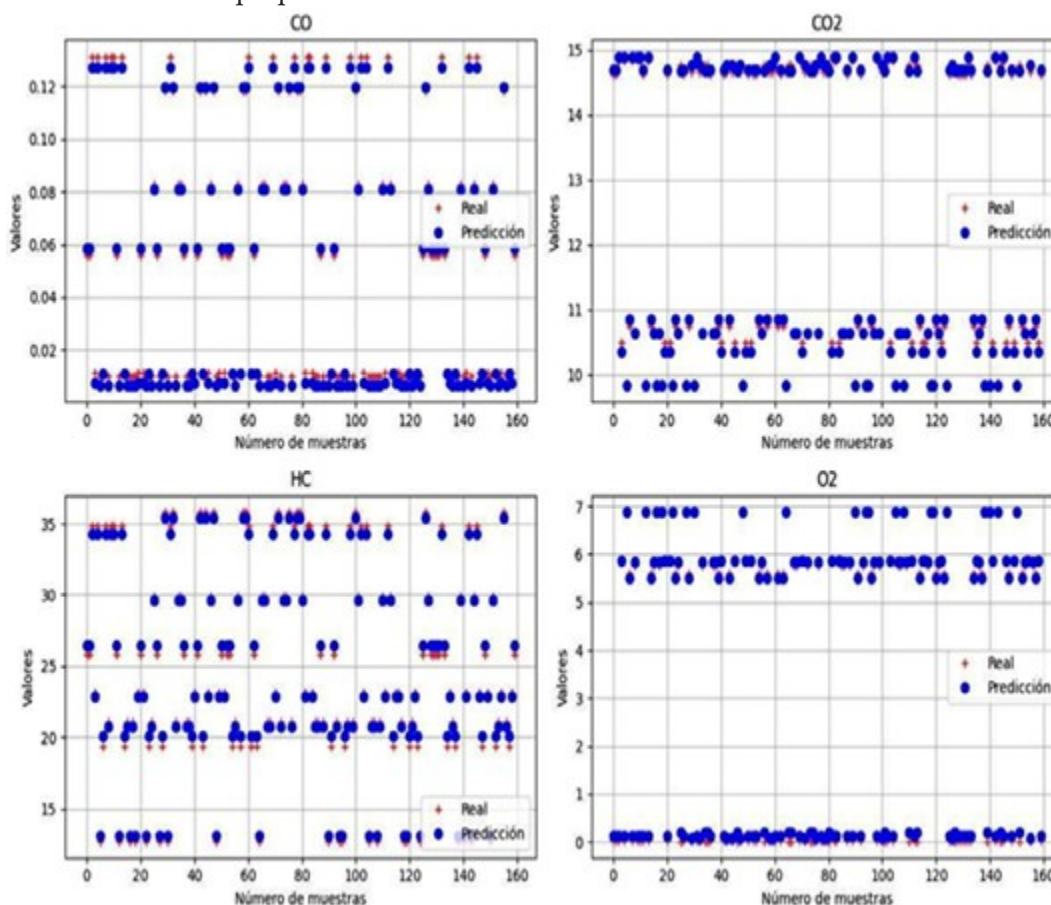 CO
CO2
0.12
0.10
0.08
0.06
0.04
0.02
Valores
Real
Predicción
0 20 40 60 80 100 120 140 160
Número de muestras
15
14
13
12
11
10
Valores
Real
Predicción
0 20 40 60 80 100 120 140 160
Número de muestras
HC
O2
35
30
25
20
15
Valores
Real
Predicción
0 20 40 60 80 100 120 140 160
Número de muestras
7
6
5
4
3
2
1
0
Valores
Real
Predicción
0 20 40 60 80 100 120 140 160
Número de muestras